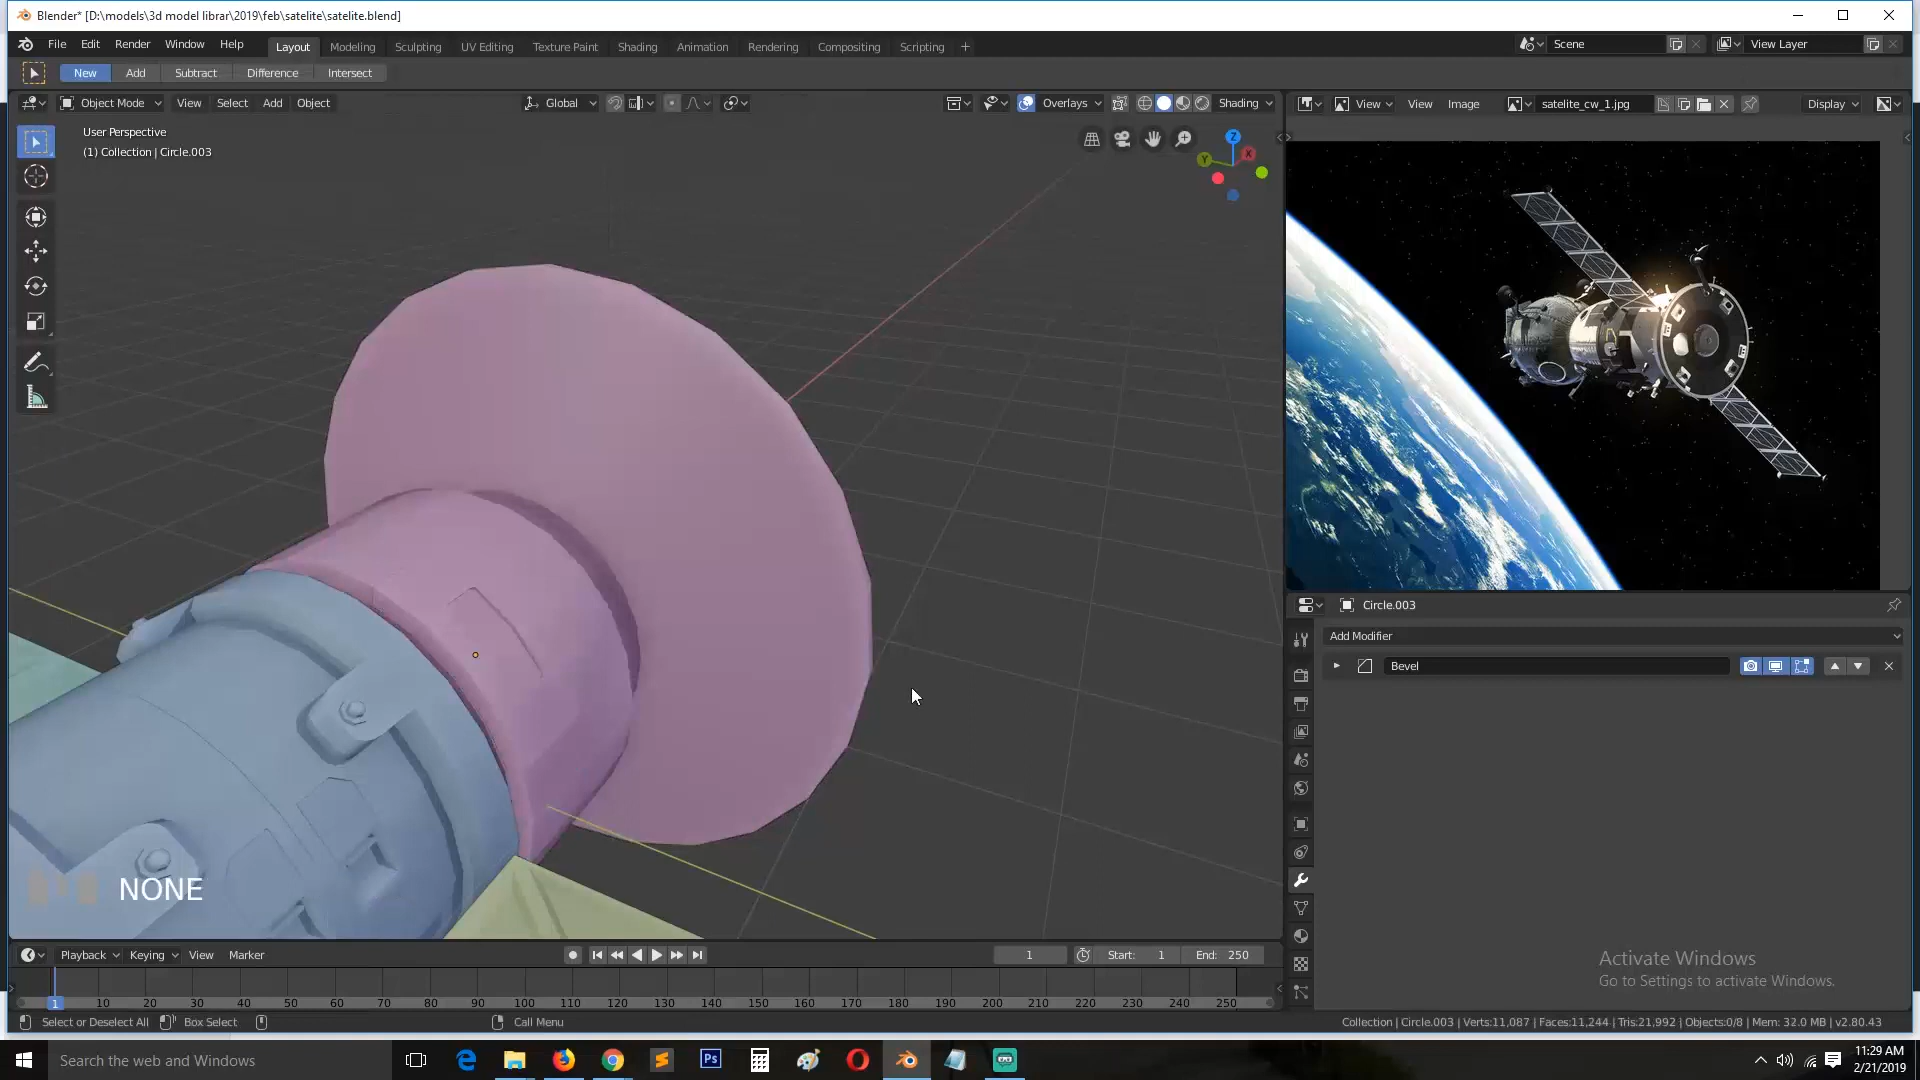 Blender* [D:\models\3d model librar\2019\feb\satelite\satelite.blend]
File Edit Render Window Help Layout Modeling Sculpting UV Editing Texture Paint Shading Animation Rendering Compositing Scripting + Scene View Layer
New Add Subtract Difference Intersect
Object Mode View Select Add Object Global Overlays Shading View View Image satelite_cw_1.jpg Display
User Perspective
(1) Collection | Circle.003
Z
X
Y
Circle.003
Add Modifier
Bevel
NONE
Activate Windows
Go to Settings to activate Windows.
Playback Keying View Marker 1 Start: 1 End: 250
1 10 20 30 40 50 60 70 80 90 100 110 120 130 140 150 160 170 180 190 200 210 220 230 240 250
Select or Deselect All Box Select Call Menu Collection | Circle.003 | Verts:11,087 | Faces:11,244 | Tris:21,992 | Objects:0/8 | Mem: 32.0 MB | v2.80.43
Search the web and Windows
Ps
11:29 AM
2/21/2019